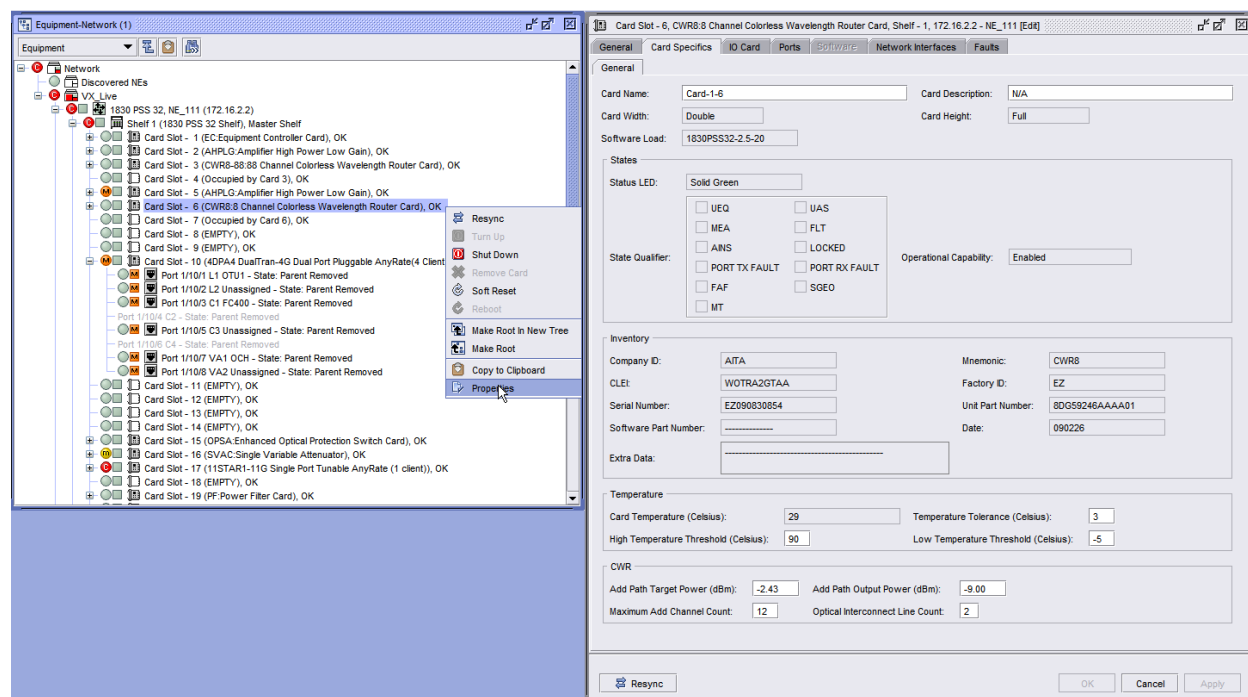 Equipment-Network (1)
Equipment
Network
Discovered NEs
VX_Live
1830 PSS 32, NE_111 (172.16.2.2)
Shelf 1 (1830 PSS 32 Shelf), Master Shelf
Card Slot - 1 (EC:Equipment Controller Card), OK
Card Slot - 2 (AHPLG:Amplifier High Power Low Gain), OK
Card Slot - 3 (CWR8-88:88 Channel Colorless Wavelength Router Card), OK
Card Slot - 4 (Occupied by Card 3), OK
Card Slot - 5 (AHPLG:Amplifier High Power Low Gain), OK
Card Slot - 6 (CWR8:8 Channel Colorless Wavelength Router Card), OK
Card Slot - 7 (Occupied by Card 6), OK
Card Slot - 8 (EMPTY), OK
Card Slot - 9 (EMPTY), OK
Card Slot - 10 (4DPA4 DualTran-4G Dual Port Pluggable AnyRate(4 Client
Port 1/10/1 L1 OTU1 - State: Parent Removed
Port 1/10/2 L2 Unassigned - State: Parent Removed
Port 1/10/3 C1 FC400 - State: Parent Removed
Port 1/10/4 C2 - State: Parent Removed
Port 1/10/5 C3 Unassigned - State: Parent Removed
Port 1/10/6 C4 - State: Parent Removed
Port 1/10/7 VA1 OCH - State: Parent Removed
Port 1/10/8 VA2 Unassigned - State: Parent Removed
Card Slot - 11 (EMPTY), OK
Card Slot - 12 (EMPTY), OK
Card Slot - 13 (EMPTY), OK
Card Slot - 14 (EMPTY), OK
Card Slot - 15 (OPSA:Enhanced Optical Protection Switch Card), OK
Card Slot - 16 (SVAC:Single Variable Attenuator), OK
Card Slot - 17 (11STAR1-11G Single Port Tunable AnyRate (1 client)), OK
Card Slot - 18 (EMPTY), OK
Card Slot - 19 (PF:Power Filter Card), OK
Resync
Turn Up
Shut Down
Remove Card
Soft Reset
Reboot
Make Root In New Tree
Make Root
Copy to Clipboard
Properties
Card Slot - 6, CWR8:8 Channel Colorless Wavelength Router Card, Shelf - 1, 172.16.2.2 - NE_111 [Edit]
General Card Specifics IO Card Ports Software Network Interfaces Faults
General
Card Name: Card-1-6 Card Description: N/A
Card Width: Double Card Height: Full
Software Load: 1830PSS32-2.5-20
States
Status LED: Solid Green
UEQ UAS
MEA FLT
AINS LOCKED
State Qualifier: Operational Capability: Enabled
PORT TX FAULT PORT RX FAULT
FAF SGEO
MT
Inventory
Company ID: AITA Mnemonic: CWR8
CLEI: WOTRA2GTAA Factory ID: EZ
Serial Number: EZ090830854 Unit Part Number: 8DG59246AAAA01
Software Part Number: -------------- Date: 090226
Extra Data: ------------------------------------------------
Temperature
Card Temperature (Celsius): 29 Temperature Tolerance (Celsius): 3
High Temperature Threshold (Celsius): 90 Low Temperature Threshold (Celsius): -5
CWR
Add Path Target Power (dBm): -2.43 Add Path Output Power (dBm): -9.00
Maximum Add Channel Count: 12 Optical Interconnect Line Count: 2
Resync OK Cancel Apply